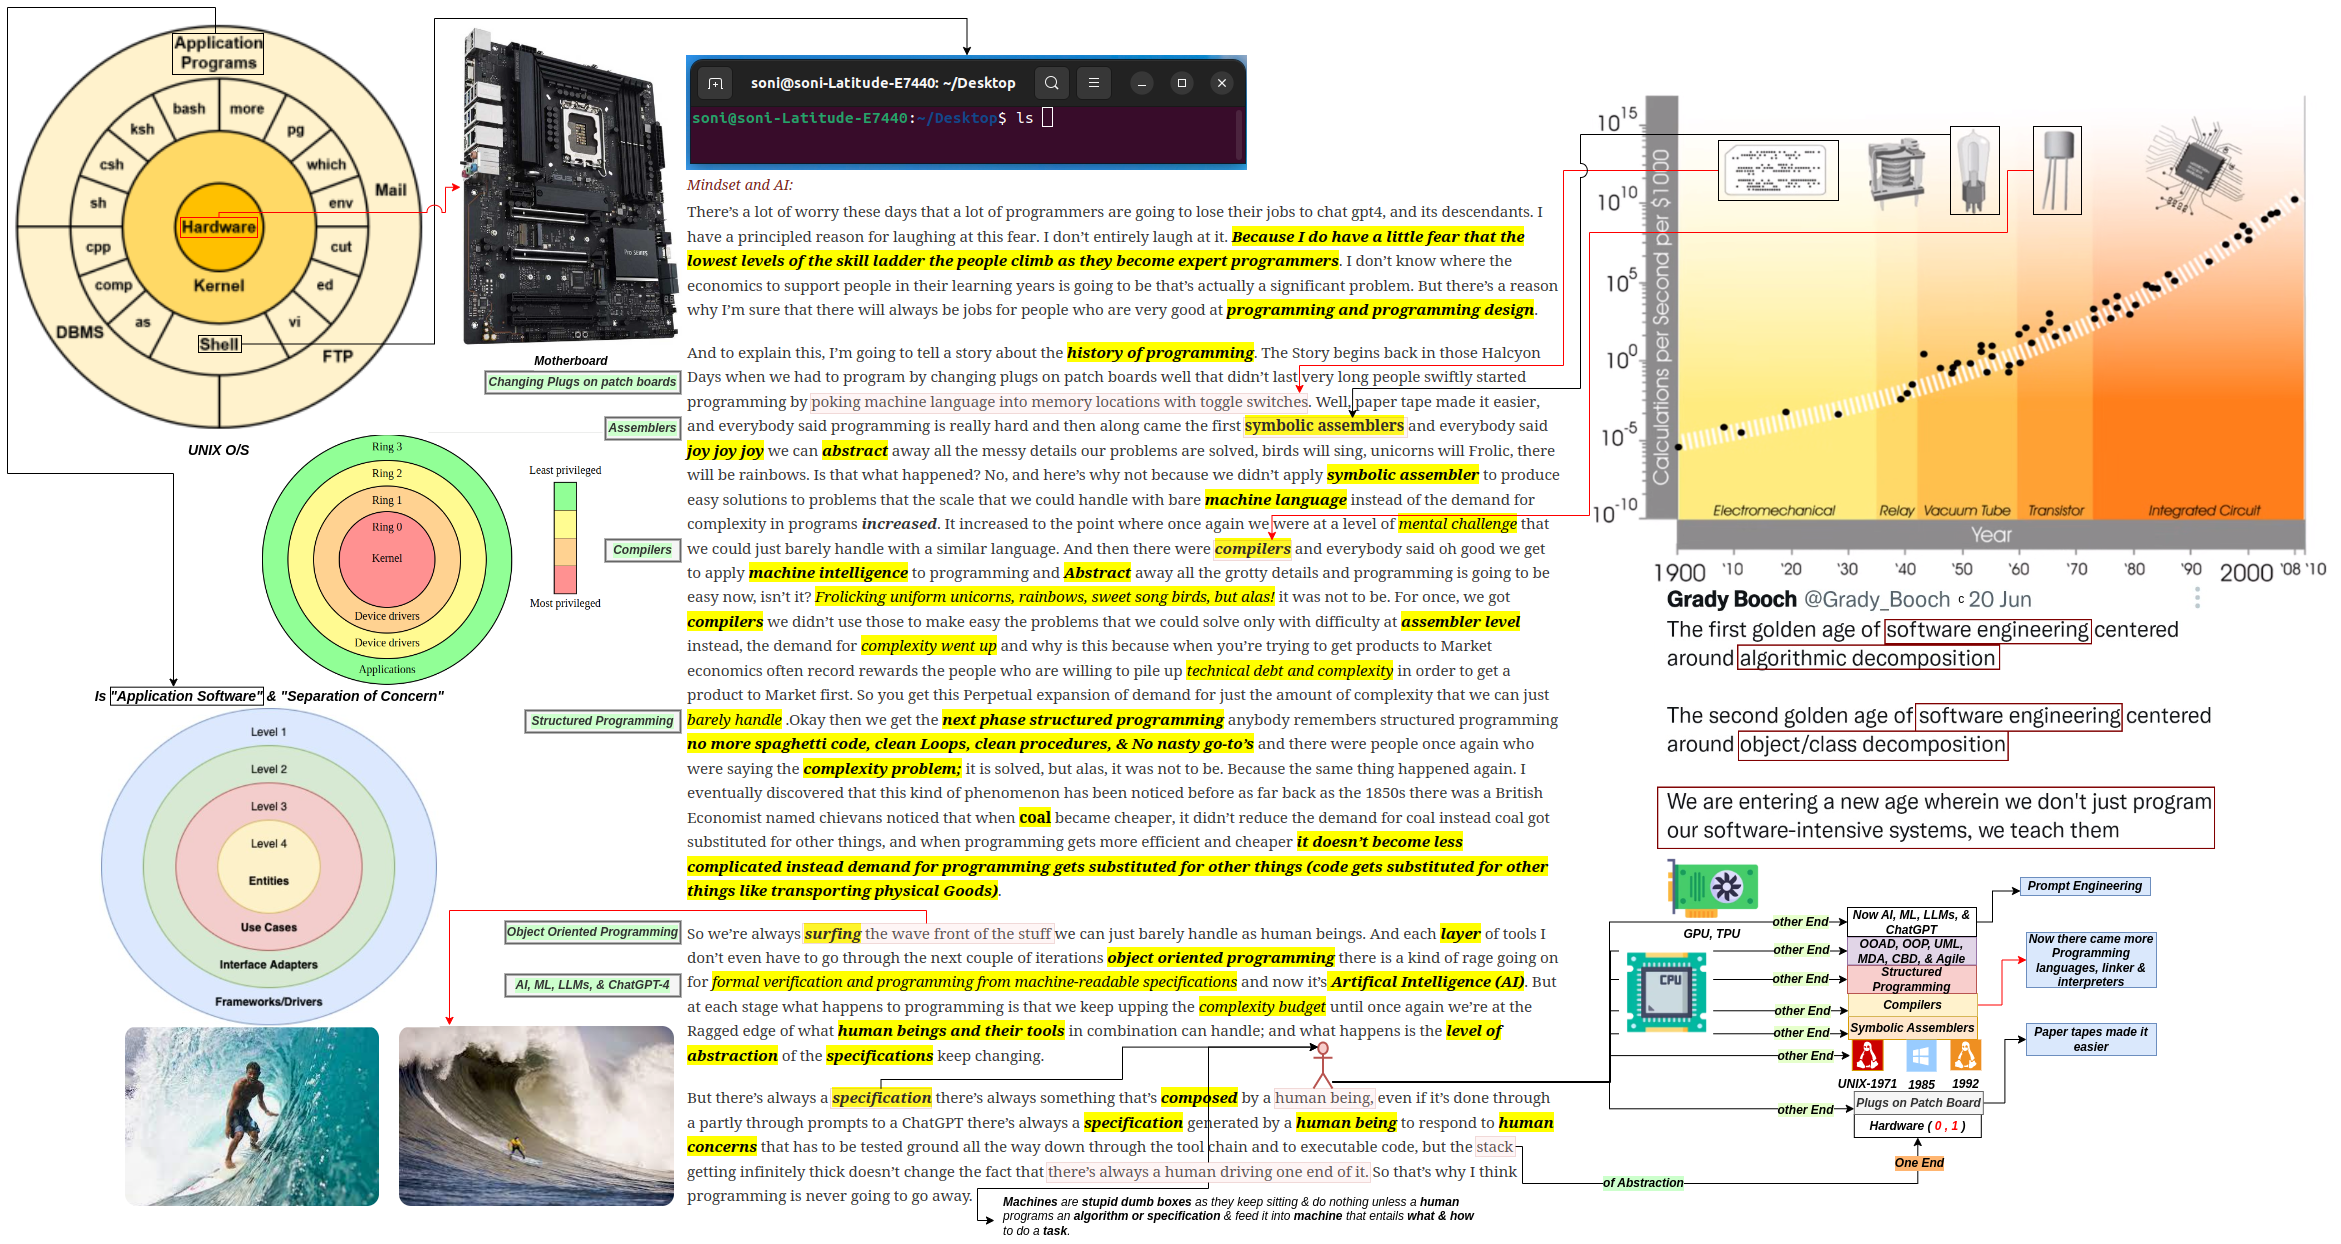 Application
Programs
bash
more
ksh
pg
csh
which
sh
env
Mail
Hardware
cpp
cut
comp
Kernel
ed
as
vi
DBMS
Shell
FTP
UNIX O/S
Motherboard
soni@soni-Latitude-E7440: ~/Desktop
soni@soni-Latitude-E7440:~/Desktop$ ls
Ring 3
Ring 2
Ring 1
Ring 0
Kernel
Device drivers
Device drivers
Applications
Least privileged
Most privileged
Is "Application Software" & "Separation of Concern"
Level 1
Level 2
Level 3
Level 4
Entities
Use Cases
Interface Adapters
Frameworks/Drivers
Changing Plugs on patch boards
Assemblers
Compilers
Structured Programming
Object Oriented Programming
AI, ML, LLMs, & ChatGPT-4
Mindset and AI:
There's a lot of worry these days that a lot of programmers are going to lose their jobs to chat gpt4, and its descendants. I
have a principled reason for laughing at this fear. I don't entirely laugh at it. Because I do have a little fear that the
lowest levels of the skill ladder the people climb as they become expert programmers. I don't know where the
economics to support people in their learning years is going to be that's actually a significant problem. But there's a reason
why I'm sure that there will always be jobs for people who are very good at programming and programming design.
And to explain this, I'm going to tell a story about the history of programming. The Story begins back in those Halcyon
Days when we had to program by changing plugs on patch boards well that didn't last very long people swiftly started
programming by poking machine language into memory locations with toggle switches. Well, paper tape made it easier,
and everybody said programming is really hard and then along came the first symbolic assemblers and everybody said
joy joy joy we can abstract away all the messy details our problems are solved, birds will sing, unicorns will Frolic, there
will be rainbows. Is that what happened? No, and here's why not because we didn't apply symbolic assembler to produce
easy solutions to problems that the scale that we could handle with bare machine language instead of the demand for
complexity in programs increased. It increased to the point where once again we were at a level of mental challenge that
we could just barely handle with a similar language. And then there were compilers and everybody said oh good we get
to apply machine intelligence to programming and Abstract away all the grotty details and programming is going to be
easy now, isn't it? Frolicking uniform unicorns, rainbows, sweet song birds, but alas! it was not to be. For once, we got
compilers we didn't use those to make easy the problems that we could solve only with difficulty at assembler level
instead, the demand for complexity went up and why is this because when you're trying to get products to Market
economics often record rewards the people who are willing to pile up technical debt and complexity in order to get a
product to Market first. So you get this Perpetual expansion of demand for just the amount of complexity that we can just
barely handle .Okay then we get the next phase structured programming anybody remembers structured programming
no more spaghetti code, clean Loops, clean procedures, & No nasty go-to's and there were people once again who
were saying the complexity problem; it is solved, but alas, it was not to be. Because the same thing happened again. I
eventually discovered that this kind of phenomenon has been noticed before as far back as the 1850s there was a British
Economist named chievans noticed that when coal became cheaper, it didn't reduce the demand for coal instead coal got
substituted for other things, and when programming gets more efficient and cheaper it doesn't become less
complicated instead demand for programming gets substituted for other things (code gets substituted for other
things like transporting physical Goods).
So we're always surfing the wave front of the stuff we can just barely handle as human beings. And each layer of tools I
don't even have to go through the next couple of iterations object oriented programming there is a kind of rage going on
for formal verification and programming from machine-readable specifications and now it's Artifical Intelligence (AI). But
at each stage what happens to programming is that we keep upping the complexity budget until once again we're at the
Ragged edge of what human beings and their tools in combination can handle; and what happens is the level of
abstraction of the specifications keep changing.
But there's always a specification there's always something that's composed by a human being, even if it's done through
a partly through prompts to a ChatGPT there's always a specification generated by a human being to respond to human
concerns that has to be tested ground all the way down through the tool chain and to executable code, but the stack
getting infinitely thick doesn't change the fact that there's always a human driving one end of it. So that's why I think
programming is never going to go away.
Machines are stupid dumb boxes as they keep sitting & do nothing unless a human
programs an algorithm or specification & feed it into machine that entails what & how
to do a task.
Calculations per Second per $1000
10^15
10^10
10^5
10^0
10^-5
10^-10
Electromechanical
Relay
Vacuum Tube
Transistor
Integrated Circuit
Year
1900 '10 '20 '30 '40 '50 '60 '70 '80 '90 2000 '08 '10
Grady Booch @Grady_Booch c 20 Jun
The first golden age of software engineering centered
around algorithmic decomposition
The second golden age of software engineering centered
around object/class decomposition
We are entering a new age wherein we don't just program
our software-intensive systems, we teach them
GPU, TPU
CPU
other End
other End
other End
other End
other End
other End
other End
Now AI, ML, LLMs, &
ChatGPT
OOAD, OOP, UML,
MDA, CBD, & Agile
Structured
Programming
Compilers
Symbolic Assemblers
UNIX-1971
1985
1992
Plugs on Patch Board
Hardware ( 0 , 1 )
One End
of Abstraction
Prompt Engineering
Now there came more
Programming
languages, linker &
interpreters
Paper tapes made it
easier